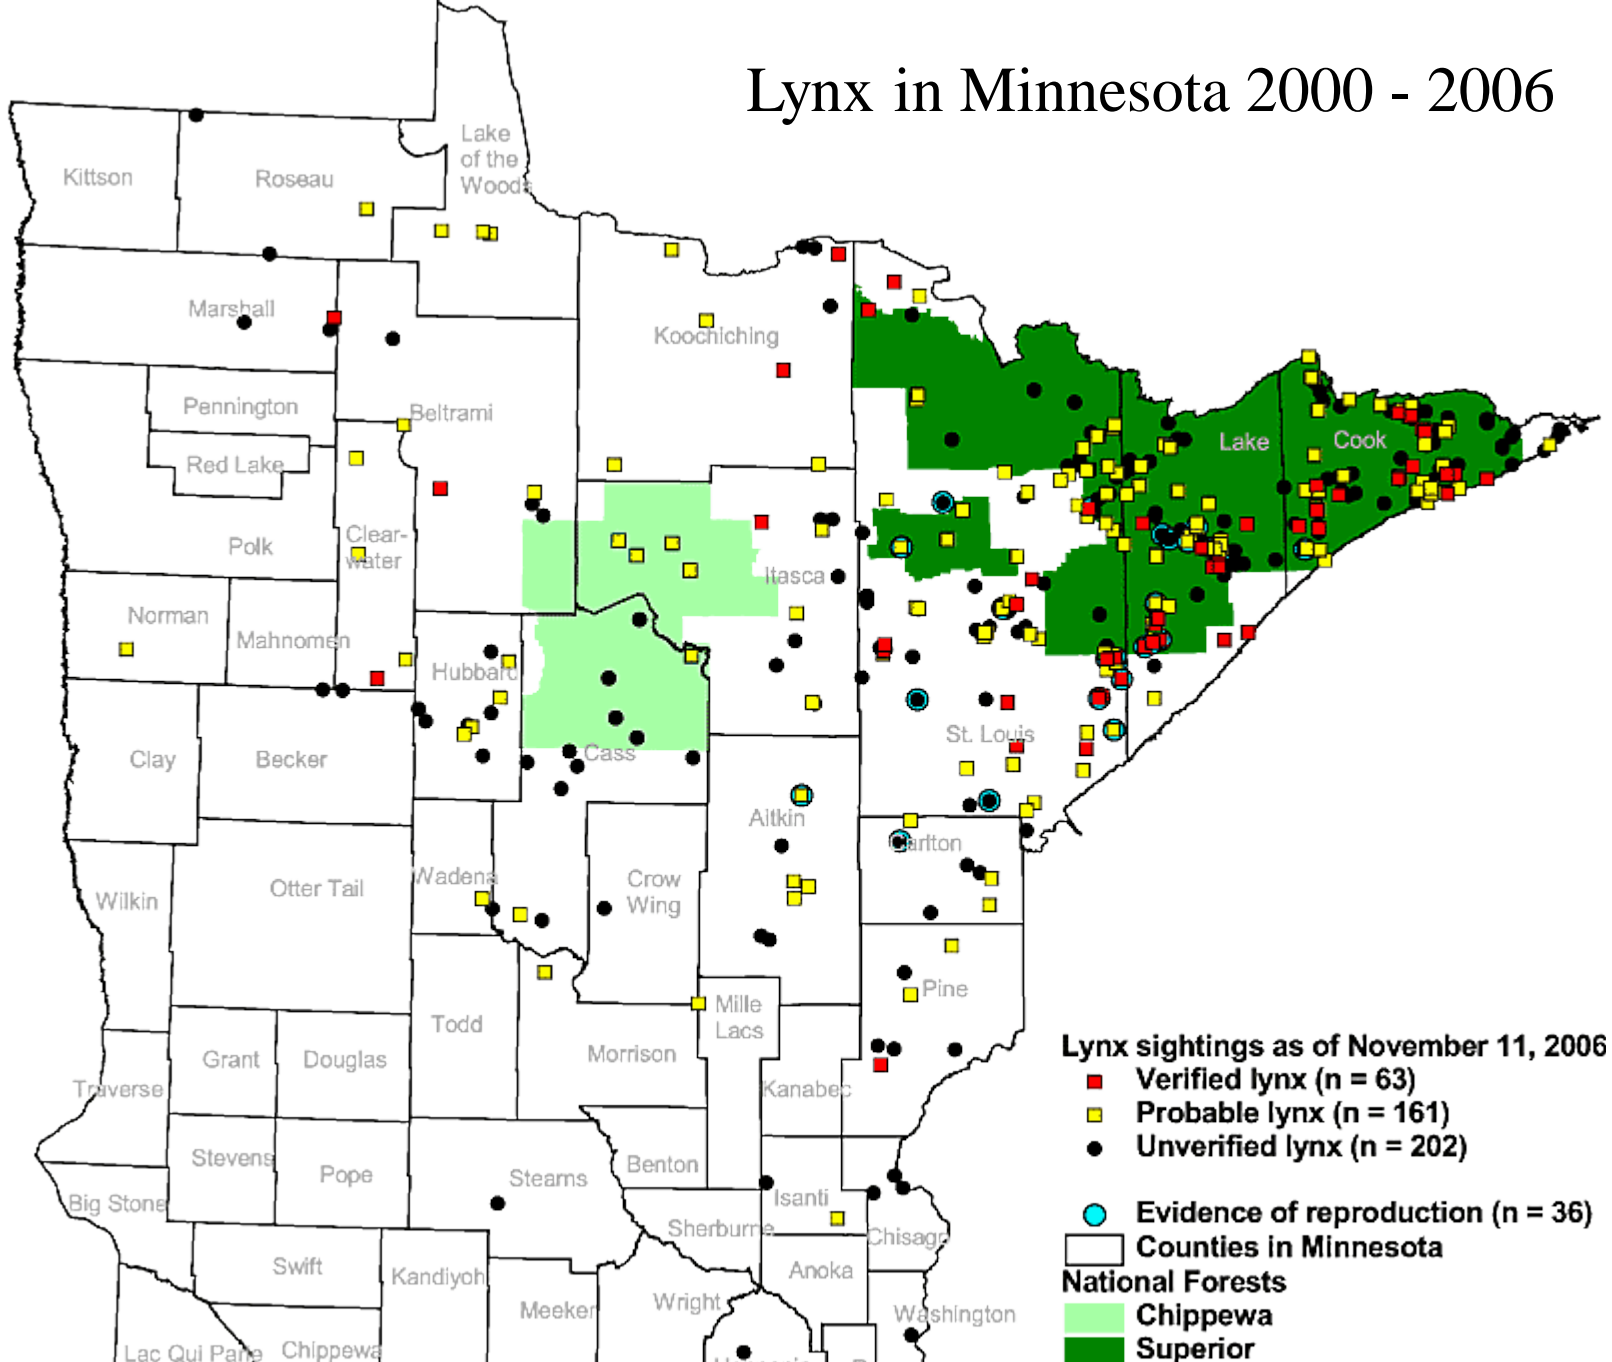 Lynx in Minnesota 2000 - 2006
Lake
of the
Woods
Kittson
Roseau
Marshall
Koochiching
Pennington
Beltrami
Red Lake
Lake
Cook
Polk
Clear-
water
Itasca
Norman
Mahnomen
Hubbard
St. Louis
Cass
Clay
Becker
Aitkin
Carlton
Wadena
Otter Tail
Crow
Wing
Wilkin
Pine
Mille
Lacs
Todd
Morrison
Grant
Douglas
Traverse
Kanabec
Stevens
Pope
Stearns
Benton
Big Stone
Isanti
Sherburne
Chisago
Swift
Kandiyoh
Anoka
Meeker
Wright
Washington
Lac Qui Parle
Chippewa
Lynx sightings as of November 11, 2006
Verified lynx (n = 63)
Probable lynx (n = 161)
Unverified lynx (n = 202)
Evidence of reproduction (n = 36)
Counties in Minnesota
National Forests
Chippewa
Superior